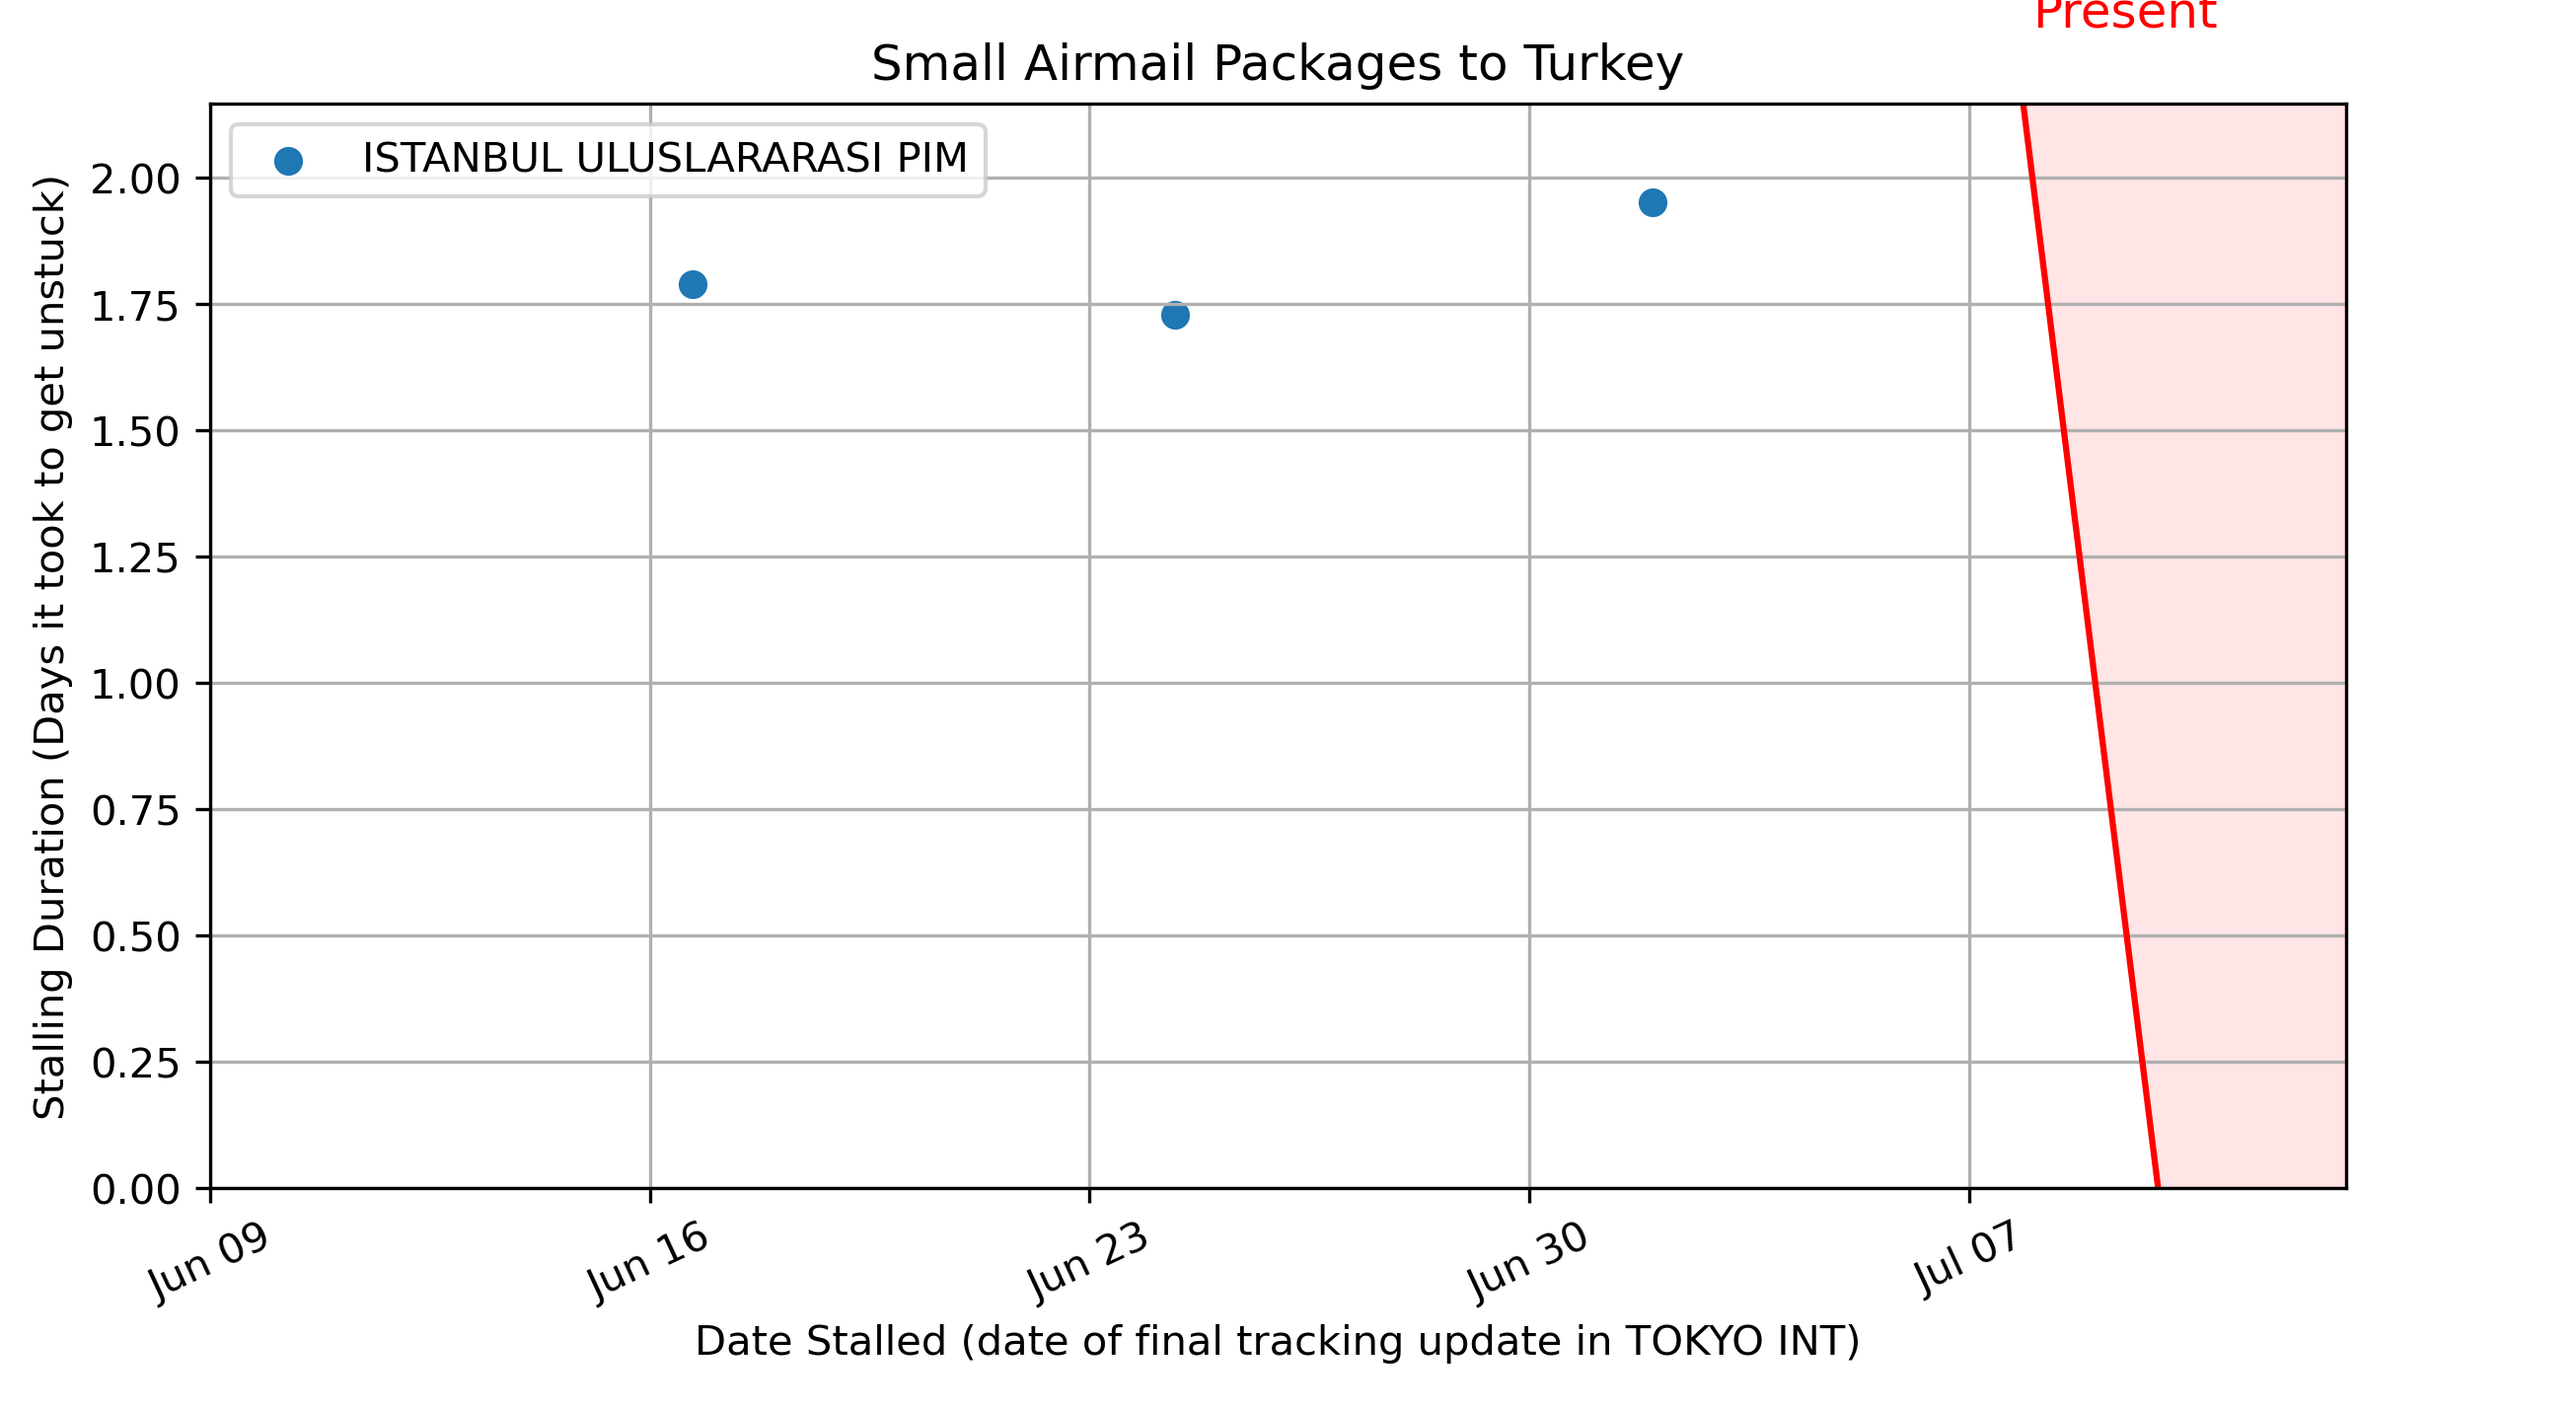 Present
Small Airmail Packages to Turkey
ISTANBUL ULUSLARARASI PIM
Stalling Duration (Days it took to get unstuck)
2.00
1.75
1.50
1.25
1.00
0.75
0.50
0.25
0.00
Jun 09
Jun 16
Jun 23
Jun 30
Jul 07
Date Stalled (date of final tracking update in TOKYO INT)